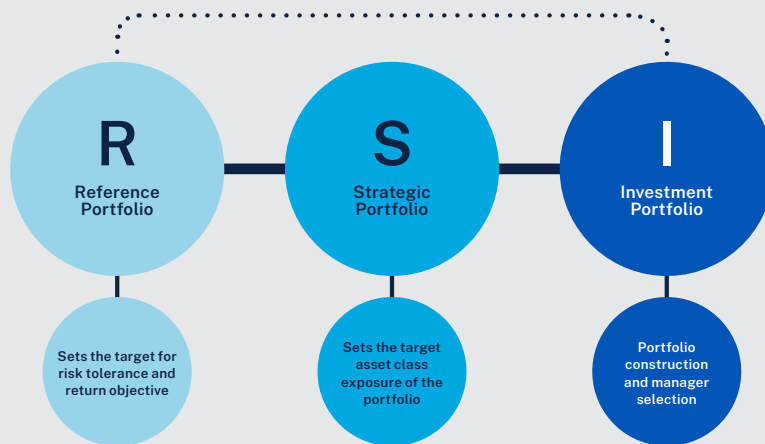 R
Reference
Portfolio
S
Strategic
Portfolio
I
Investment
Portfolio
Sets the target for
risk tolerance and
return objective
Sets the target
asset class
exposure of the
portfolio
Portfolio
construction
and manager
selection